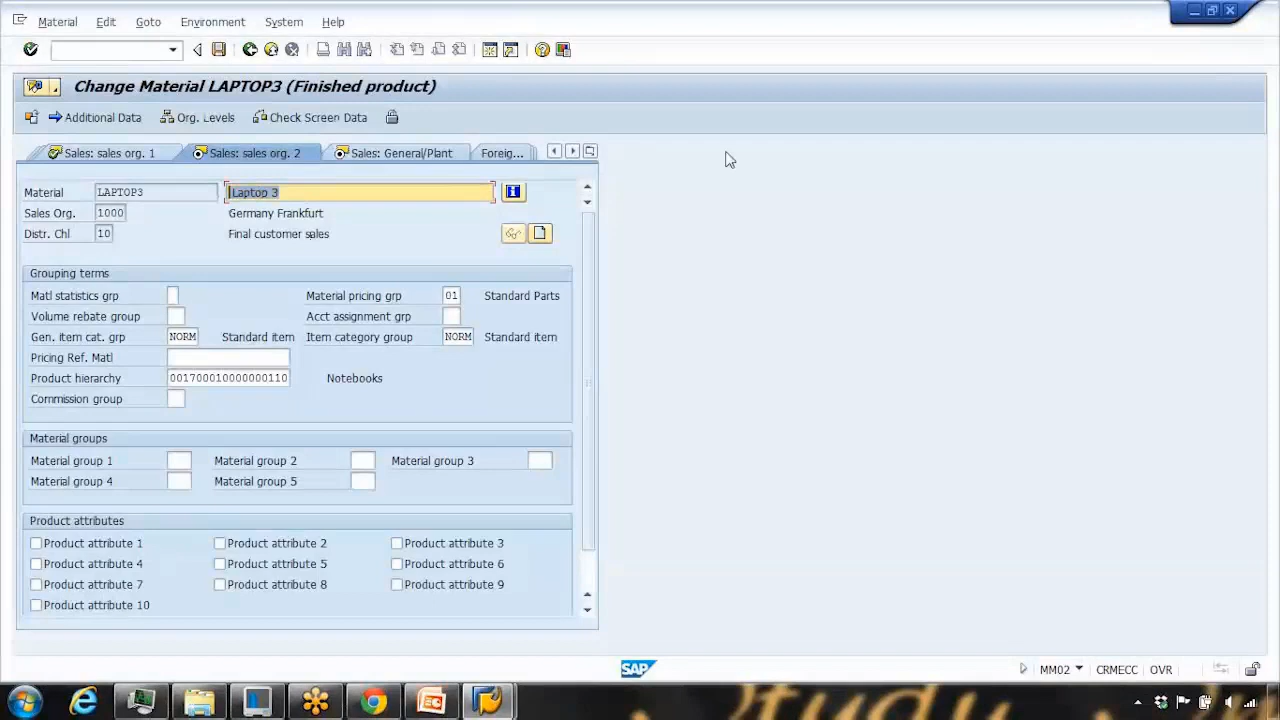 Material Edit Goto Environment System Help
Change Material LAPTOP3 (Finished product)
Additional Data Org. Levels Check Screen Data
Sales: sales org. 1 Sales: sales org. 2 Sales: General/Plant Foreig...
Material LAPTOP3 Laptop 3
Sales Org. 1000 Germany Frankfurt
Distr. Chl 10 Final customer sales
Grouping terms
Matl statistics grp Material pricing grp 01 Standard Parts
Volume rebate group Acct assignment grp
Gen. item cat. grp NORM Standard item Item category group NORM Standard item
Pricing Ref. Matl
Product hierarchy 001700010000000110 Notebooks
Commission group
Material groups
Material group 1 Material group 2 Material group 3
Material group 4 Material group 5
Product attributes
Product attribute 1 Product attribute 2 Product attribute 3
Product attribute 4 Product attribute 5 Product attribute 6
Product attribute 7 Product attribute 8 Product attribute 9
Product attribute 10
SAP MM02 CRMECC OVR